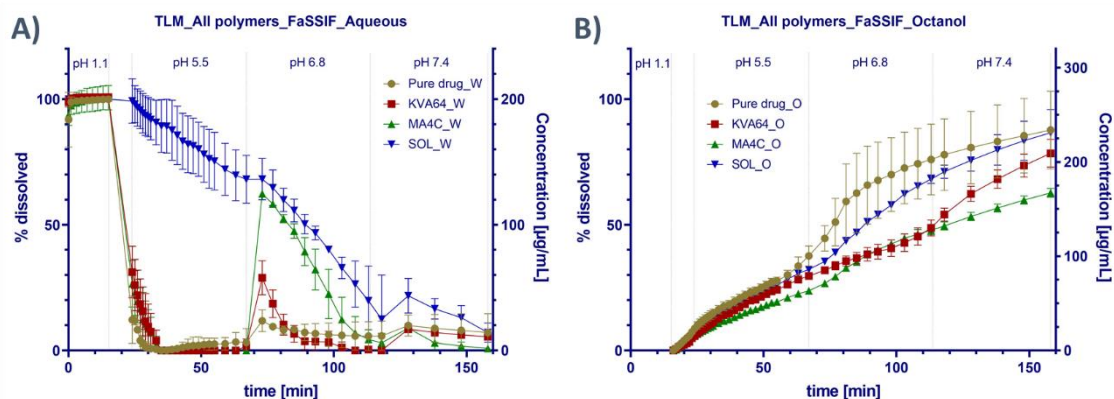 A)
TLM_All polymers_FaSSIF_Aqueous
pH 1.1 pH 5.5 pH 6.8 pH 7.4
Pure drug_W
KVA64_W
MA4C_W
SOL_W
100
50
0
% dissolved
200
100
0
Concentration [µg/mL]
0 50 100 150
time [min]
B)
TLM_All polymers_FaSSIF_Octanol
pH 1.1 pH 5.5 pH 6.8 pH 7.4
Pure drug_O
KVA64_O
MA4C_O
SOL_O
100
50
0
% dissolved
300
200
100
0
Concentration [µg/mL]
0 50 100 150
time [min]